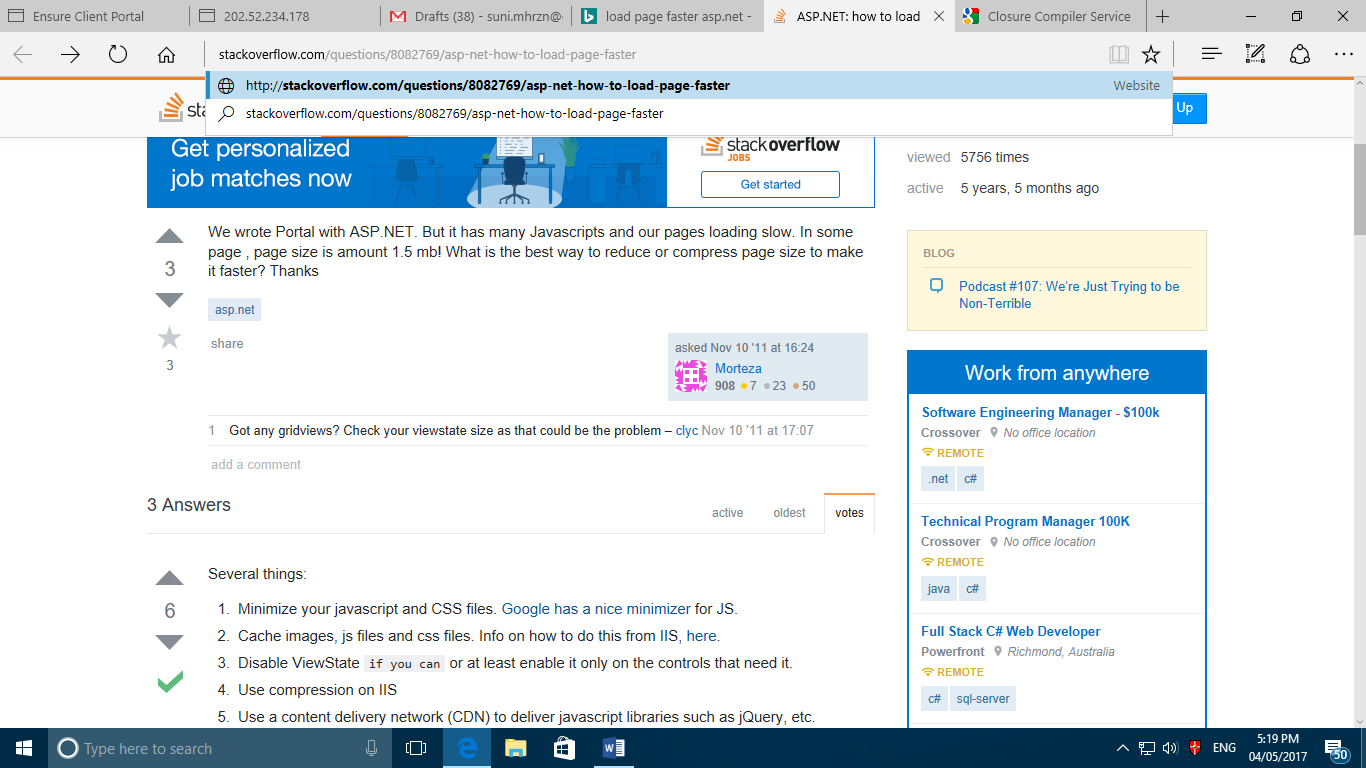 Ensure Client Portal
202.52.234.178
Drafts (38) - suni.mhrzn@
load page faster asp.net -
ASP.NET: how to load
Closure Compiler Service
stackoverflow.com/questions/8082769/asp-net-how-to-load-page-faster
http://stackoverflow.com/questions/8082769/asp-net-how-to-load-page-faster
Website
stackoverflow.com/questions/8082769/asp-net-how-to-load-page-faster
Up
Get personalized
job matches now
stackoverflow
JOBS
Get started
viewed 5756 times
active 5 years, 5 months ago
We wrote Portal with ASP.NET. But it has many Javascripts and our pages loading slow. In some
page , page size is amount 1.5 mb! What is the best way to reduce or compress page size to make
it faster? Thanks
3
asp.net
share
3
asked Nov 10 '11 at 16:24
Morteza
908 7 23 50
1 Got any gridviews? Check your viewstate size as that could be the problem – clyc Nov 10 '11 at 17:07
add a comment
BLOG
Podcast #107: We're Just Trying to be
Non-Terrible
Work from anywhere
Software Engineering Manager - $100k
Crossover No office location
REMOTE
.net c#
Technical Program Manager 100K
Crossover No office location
REMOTE
java c#
Full Stack C# Web Developer
Powerfront Richmond, Australia
REMOTE
c# sql-server
3 Answers
active oldest votes
6
Several things:
1. Minimize your javascript and CSS files. Google has a nice minimizer for JS.
2. Cache images, js files and css files. Info on how to do this from IIS, here.
3. Disable ViewState if you can or at least enable it only on the controls that need it.
4. Use compression on IIS
5. Use a content delivery network (CDN) to deliver javascript libraries such as jQuery, etc.
Type here to search
ENG
5:19 PM
04/05/2017
50